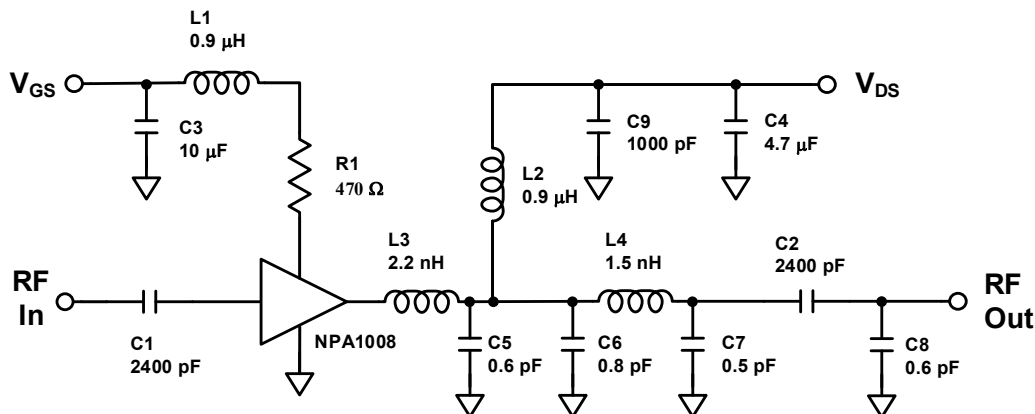 L1
0.9 µH
V_GS
C3
10 µF
R1
470 Ω
C9
1000 pF
C4
4.7 µF
V_DS
L2
0.9 µH
L3
2.2 nH
L4
1.5 nH
C2
2400 pF
RF
In
RF
Out
C1
2400 pF
NPA1008
C5
0.6 pF
C6
0.8 pF
C7
0.5 pF
C8
0.6 pF